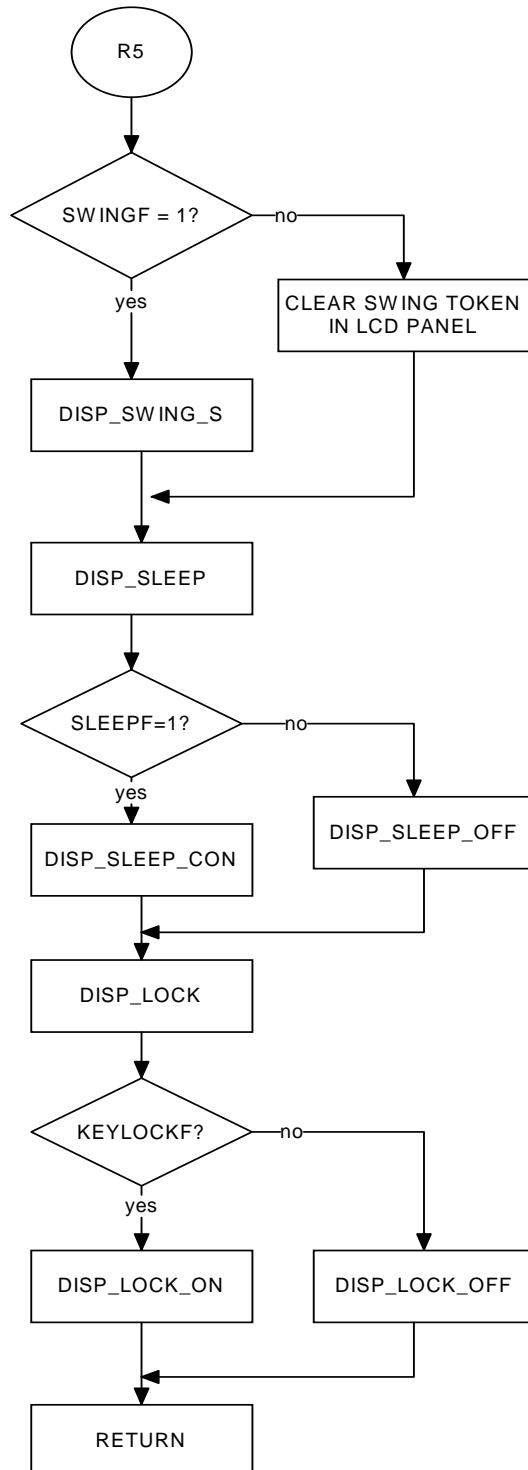 R5
SWINGF = 1?
no
yes
CLEAR SWING TOKEN
IN LCD PANEL
DISP_SWING_S
DISP_SLEEP
SLEEPF=1?
no
yes
DISP_SLEEP_OFF
DISP_SLEEP_CON
DISP_LOCK
KEYLOCKF?
no
yes
DISP_LOCK_ON
DISP_LOCK_OFF
RETURN